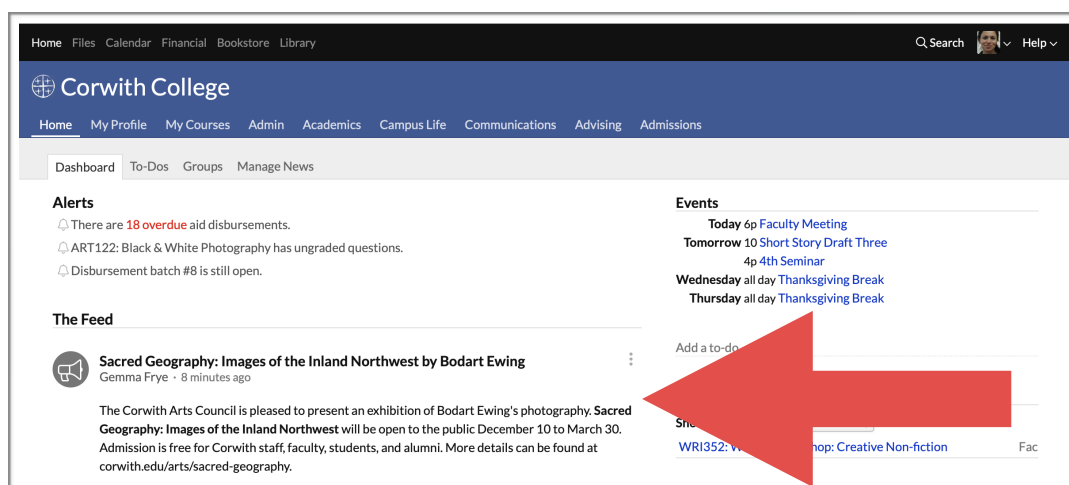 Home Files Calendar Financial Bookstore Library Search Help
Corwith College
Home My Profile My Courses Admin Academics Campus Life Communications Advising Admissions
Dashboard To-Dos Groups Manage News
Alerts
There are 18 overdue aid disbursements.
ART122: Black & White Photography has ungraded questions.
Disbursement batch #8 is still open.
The Feed
Sacred Geography: Images of the Inland Northwest by Bodart Ewing
Gemma Frye · 8 minutes ago
The Corwith Arts Council is pleased to present an exhibition of Bodart Ewing's photography. Sacred
Geography: Images of the Inland Northwest will be open to the public December 10 to March 30.
Admission is free for Corwith staff, faculty, students, and alumni. More details can be found at
corwith.edu/arts/sacred-geography.
Events
Today 6p Faculty Meeting
Tomorrow 10 Short Story Draft Three
4p 4th Seminar
Wednesday all day Thanksgiving Break
Thursday all day Thanksgiving Break
Add a to-do
WRI352: Creative Non-fiction Fac